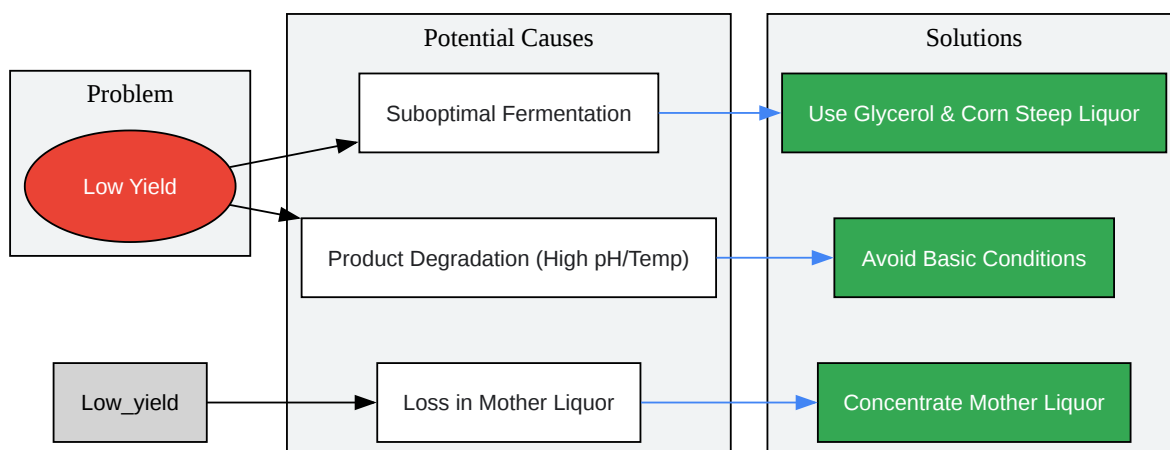 Problem
Low Yield
Low_yield
Potential Causes
Suboptimal Fermentation
Product Degradation (High pH/Temp)
Loss in Mother Liquor
Solutions
Use Glycerol & Corn Steep Liquor
Avoid Basic Conditions
Concentrate Mother Liquor